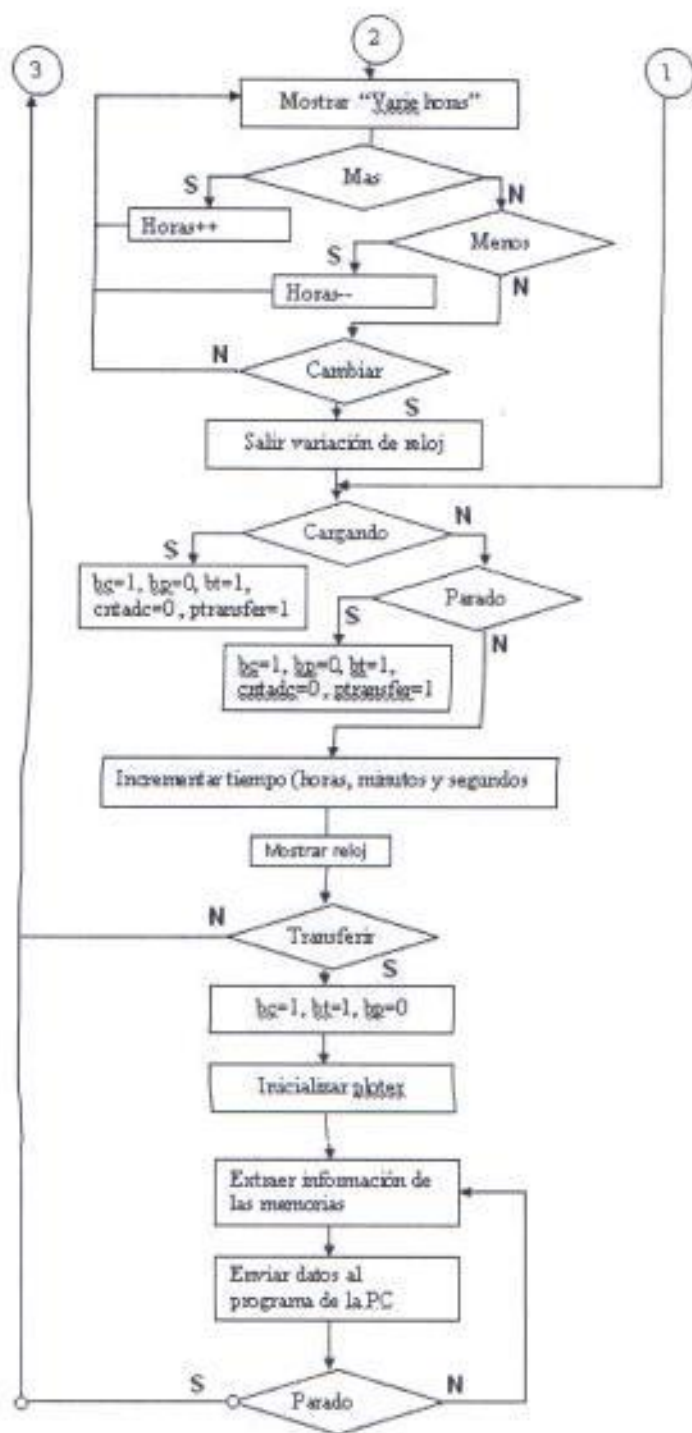 2
3
1
Mostrar "Varie horas"
Mas
S
N
Horas++
Menos
S
N
Horas--
N
Cambiar
S
Salir variación de reloj
Cargando
N
S
bc=1, bp=0, bt=1,
cntadc=0 , ptransfer=1
Parado
S
N
bc=1, bp=0, bt=1,
cntadc=0 , ptransfer=1
Incrementar tiempo (horas, minutos y segundos
Mostrar reloj
N
Transferir
S
bc=1, bt=1, bp=0
Inicializar ploter
Extraer información de
las memorias
Enviar datos al
programa de la PC
S
Parado
N